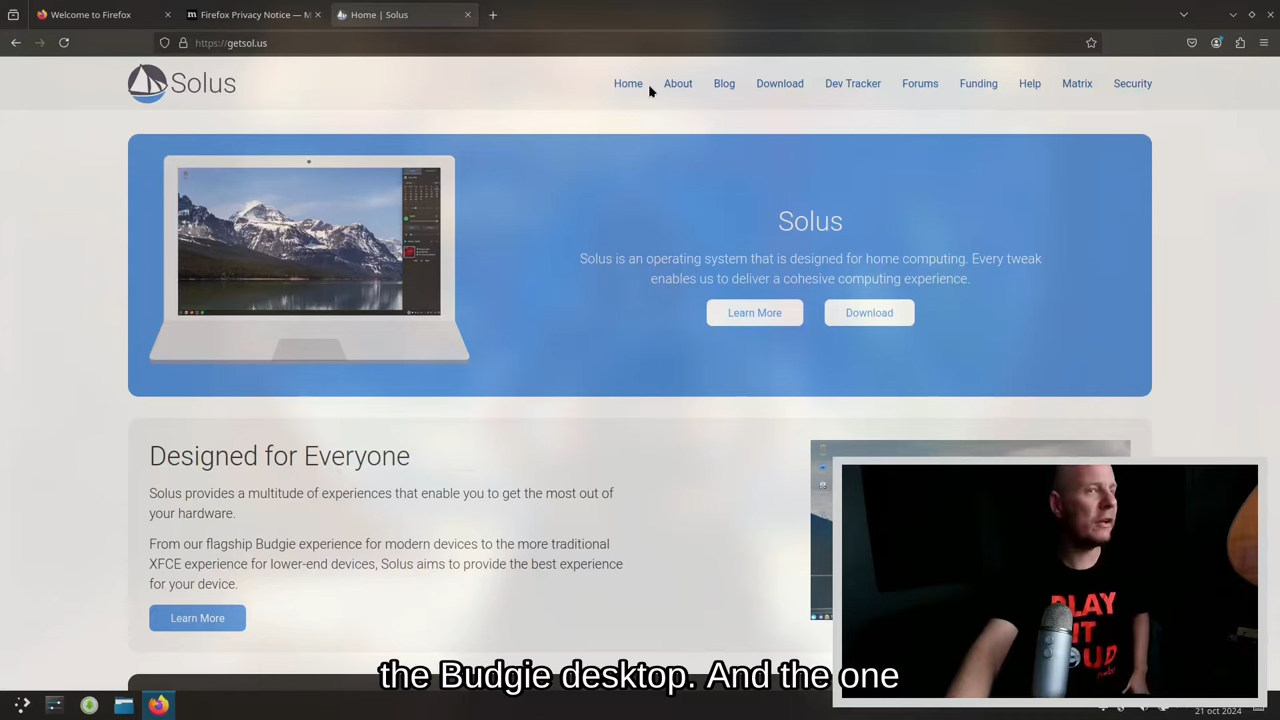 Welcome to Firefox
Firefox Privacy Notice — M
Home | Solus
https://getsol.us
Solus
Home
About
Blog
Download
Dev Tracker
Forums
Funding
Help
Matrix
Security
Solus
Solus is an operating system that is designed for home computing. Every tweak
enables us to deliver a cohesive computing experience.
Learn More
Download
Designed for Everyone
Solus provides a multitude of experiences that enable you to get the most out of
your hardware.
From our flagship Budgie experience for modern devices to the more traditional
XFCE experience for lower-end devices, Solus aims to provide the best experience
for your device.
Learn More
PLAY
IT
the Budgie desktop. And the one
21 oct 2024